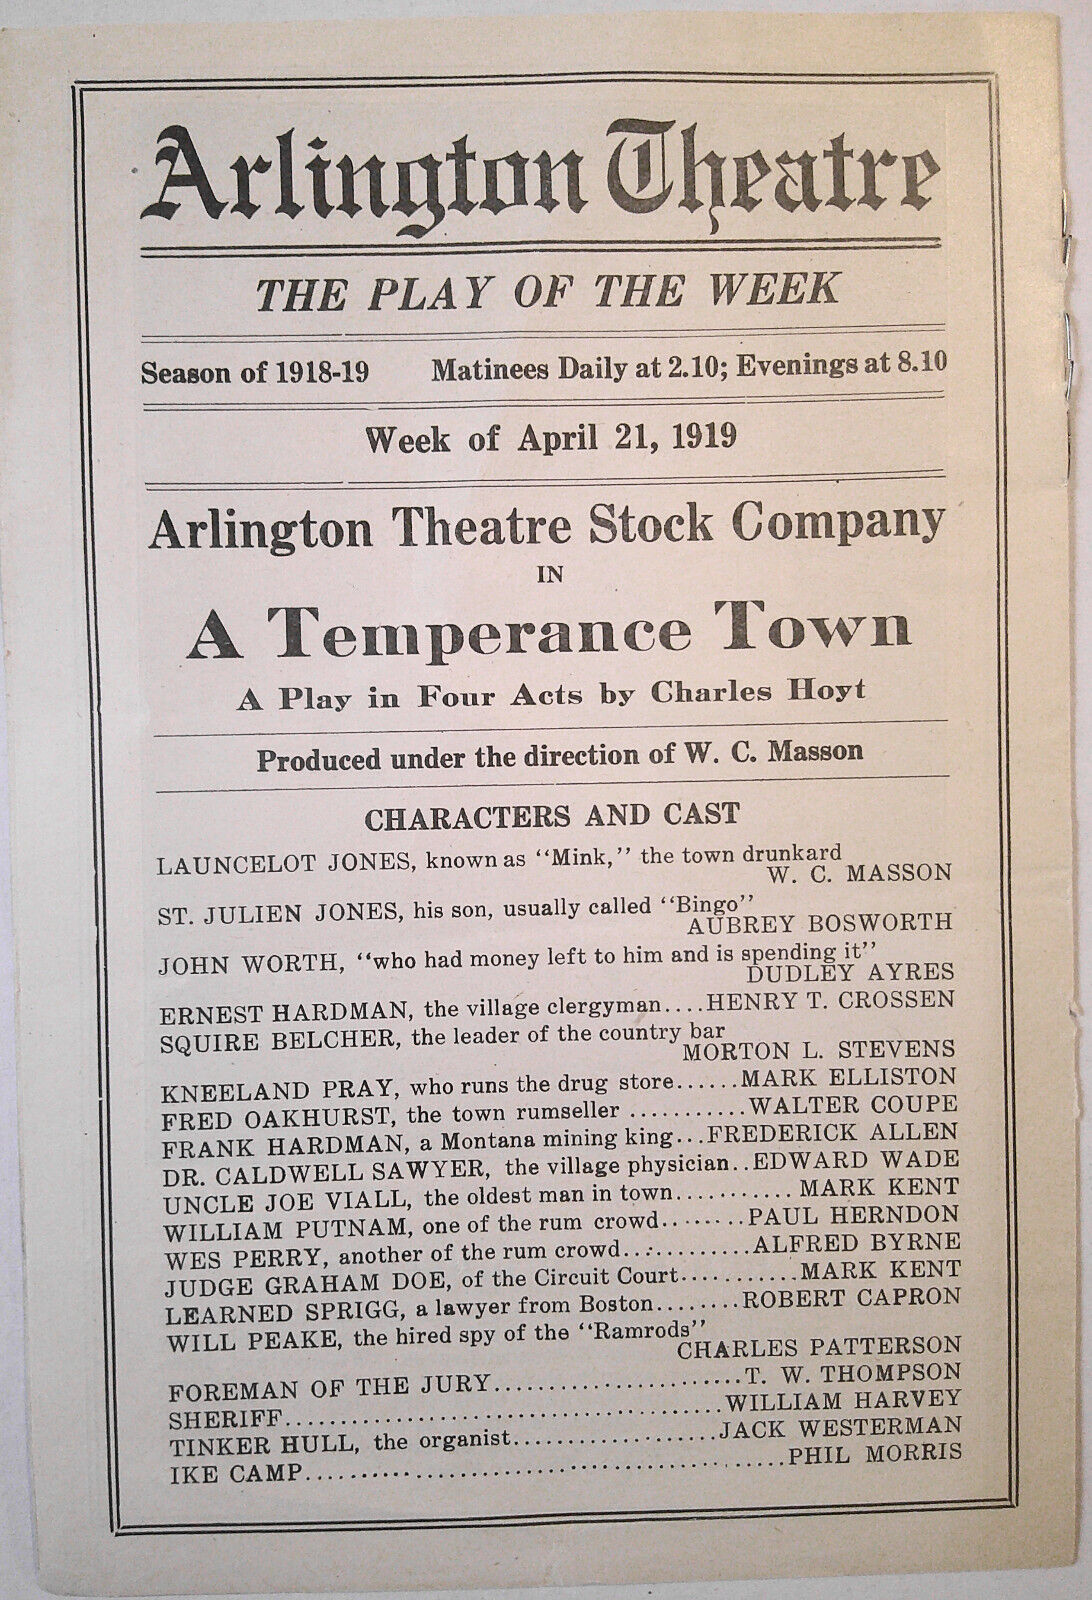 Arlington Theatre
THE PLAY OF THE WEEK
Season of 1918-19 Matinees Daily at 2.10; Evenings at 8.10
Week of April 21, 1919
Arlington Theatre Stock Company
IN
A Temperance Town
A Play in Four Acts by Charles Hoyt
Produced under the direction of W. C. Masson
CHARACTERS AND CAST
LAUNCELOT JONES, known as "Mink," the town drunkard
W. C. MASSON
ST. JULIEN JONES, his son, usually called "Bingo"
AUBREY BOSWORTH
JOHN WORTH, "who had money left to him and is spending it"
DUDLEY AYRES
ERNEST HARDMAN, the village clergyman....HENRY T. CROSSEN
SQUIRE BELCHER, the leader of the country bar
MORTON L. STEVENS
KNEELAND PRAY, who runs the drug store......MARK ELLISTON
FRED OAKHURST, the town rumseller ...........WALTER COUPE
FRANK HARDMAN, a Montana mining king...FREDERICK ALLEN
DR. CALDWELL SAWYER, the village physician..EDWARD WADE
UNCLE JOE VIALL, the oldest man in town...........MARK KENT
WILLIAM PUTNAM, one of the rum crowd........PAUL HERNDON
WES PERRY, another of the rum crowd............ALFRED BYRNE
JUDGE GRAHAM DOE, of the Circuit Court...........MARK KENT
LEARNED SPRIGG, a lawyer from Boston........ROBERT CAPRON
WILL PEAKE, the hired spy of the "Ramrods"
CHARLES PATTERSON
FOREMAN OF THE JURY.......................T. W. THOMPSON
SHERIFF........................................WILLIAM HARVEY
TINKER HULL, the organist...................JACK WESTERMAN
IKE CAMP.............................................PHIL MORRIS